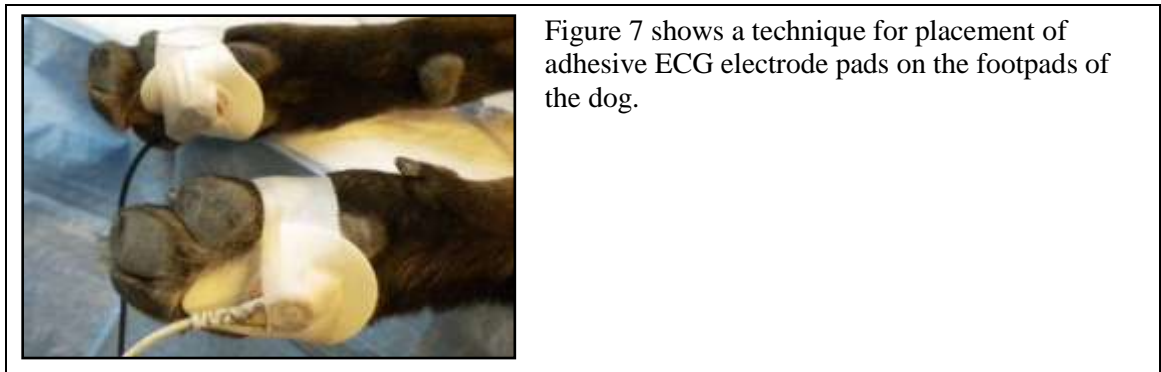 Figure 7 shows a technique for placement of
adhesive ECG electrode pads on the footpads of
the dog.